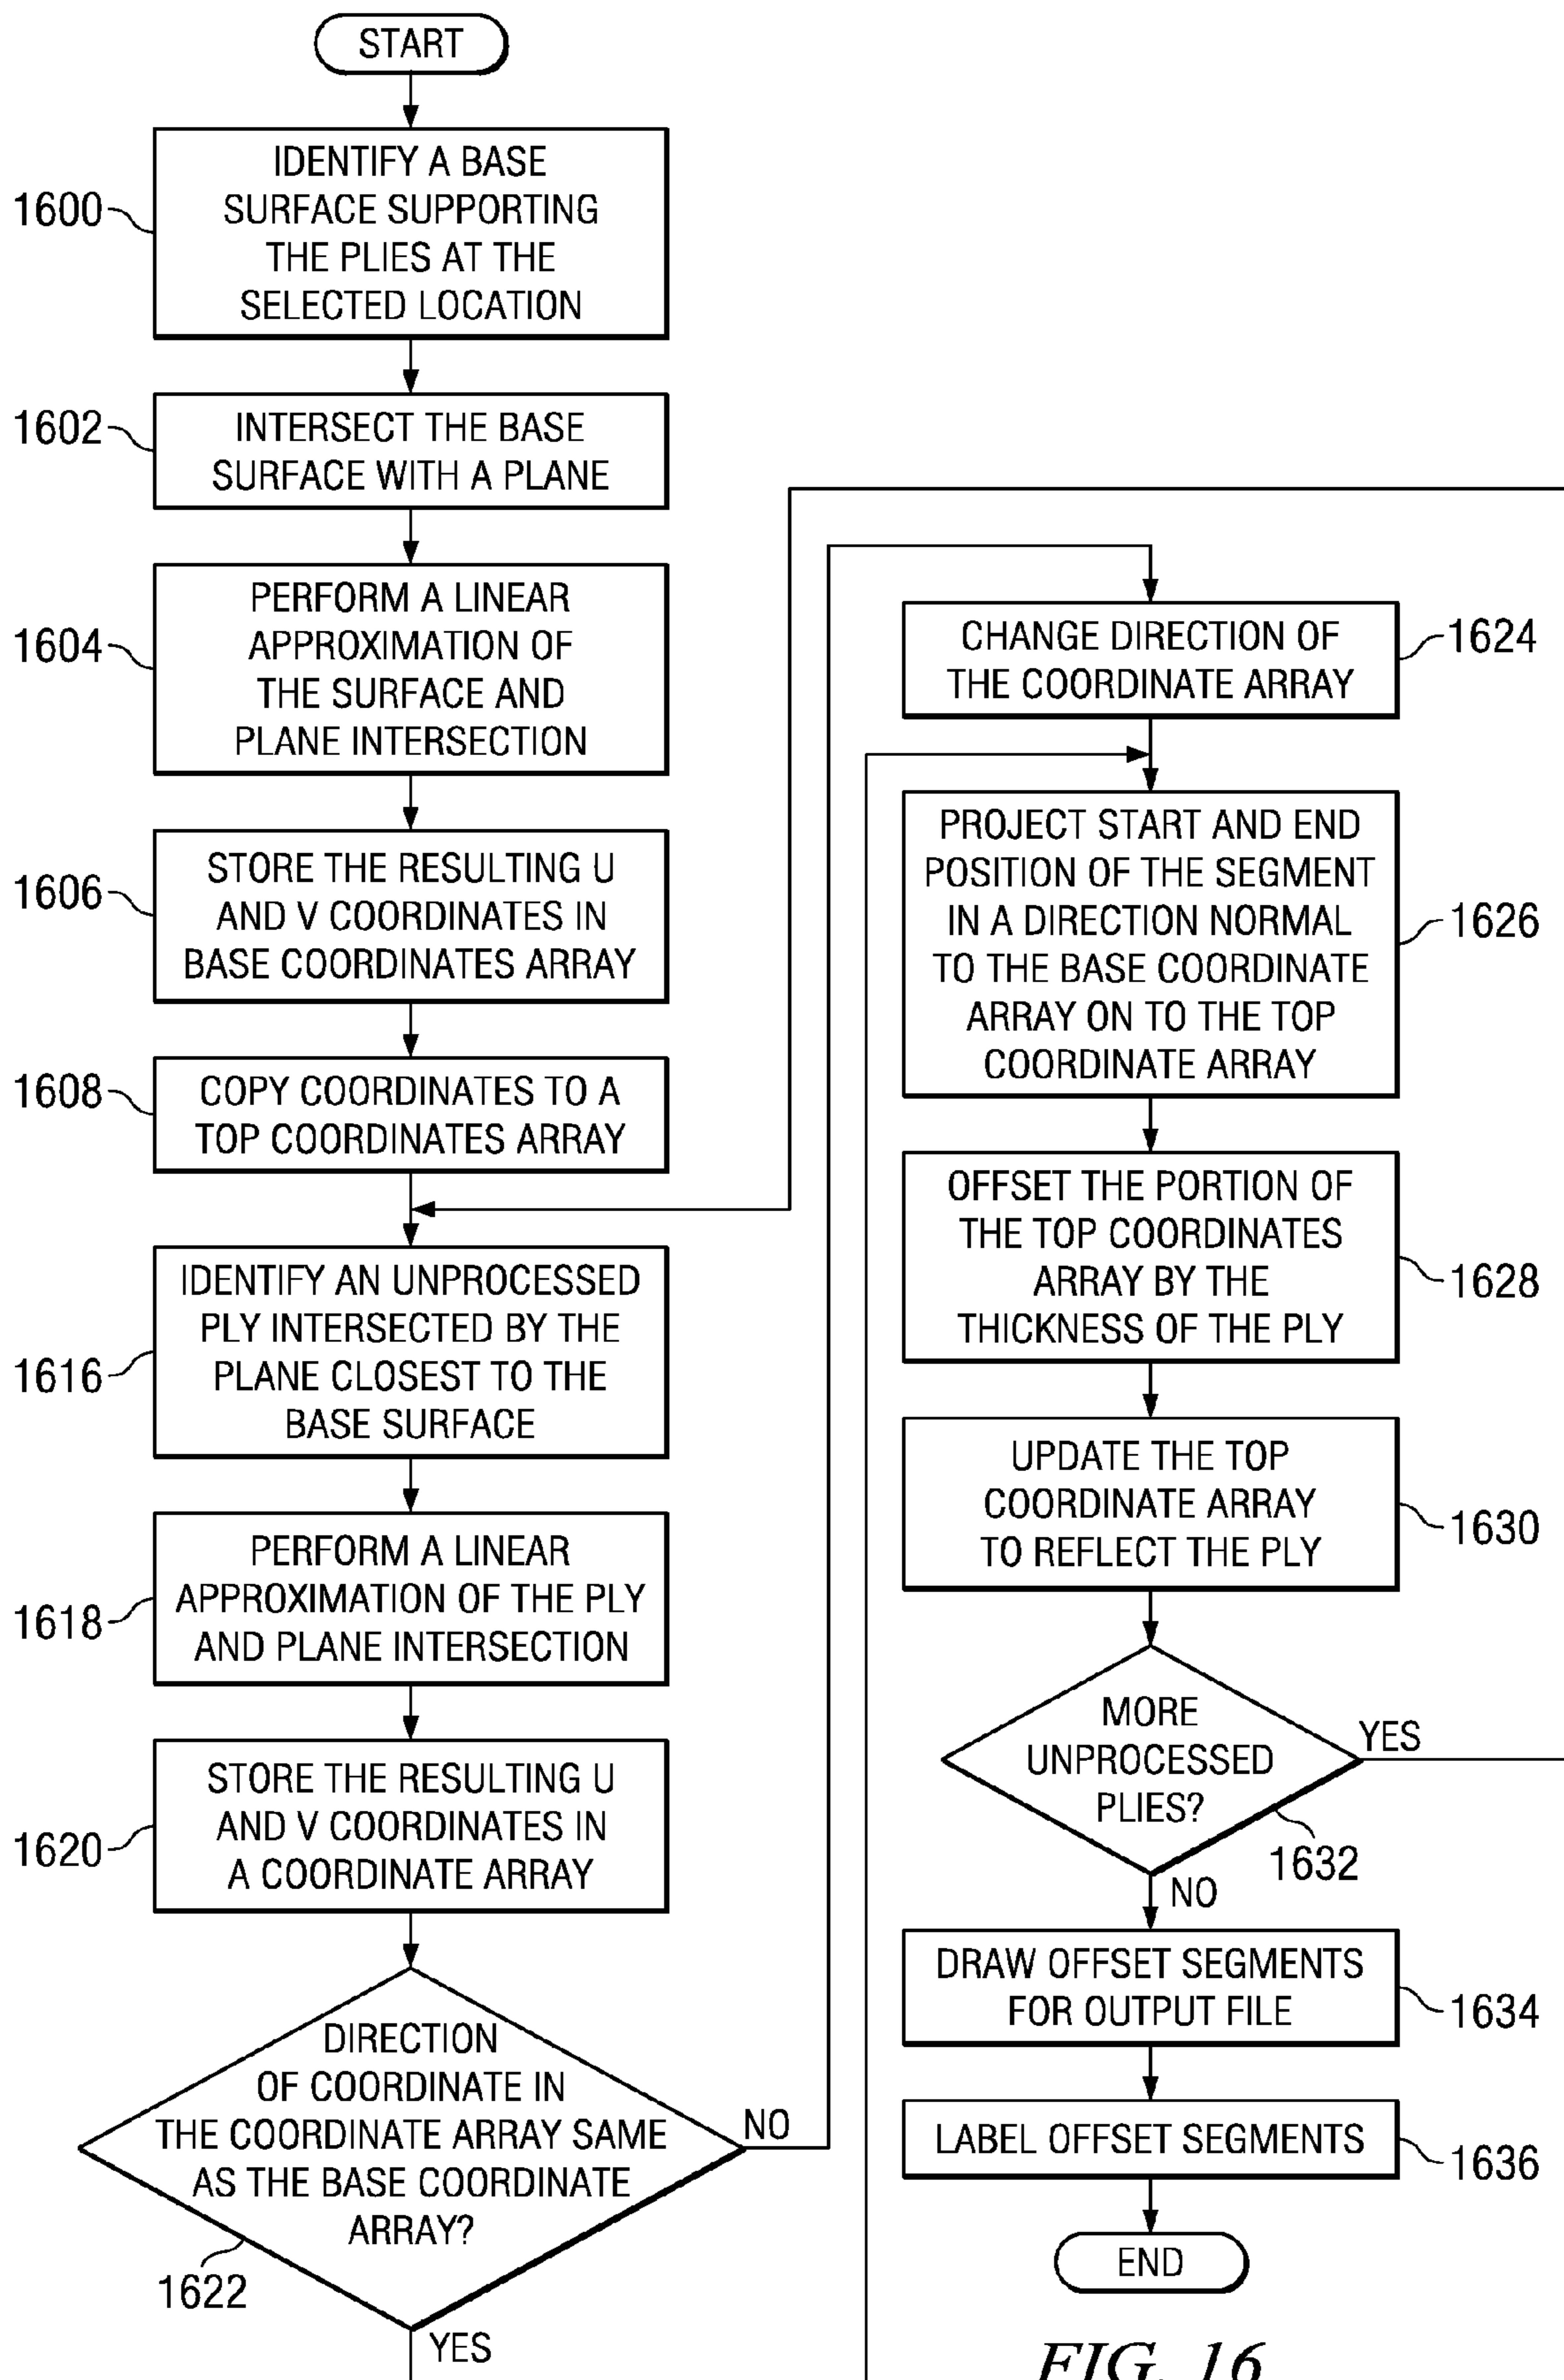 START
1600
IDENTIFY A BASE
SURFACE SUPPORTING
THE PLIES AT THE
SELECTED LOCATION
1602
INTERSECT THE BASE
SURFACE WITH A PLANE
1604
PERFORM A LINEAR
APPROXIMATION OF
THE SURFACE AND
PLANE INTERSECTION
1606
STORE THE RESULTING U
AND V COORDINATES IN
BASE COORDINATES ARRAY
1608
COPY COORDINATES TO A
TOP COORDINATES ARRAY
1616
IDENTIFY AN UNPROCESSED
PLY INTERSECTED BY THE
PLANE CLOSEST TO THE
BASE SURFACE
1618
PERFORM A LINEAR
APPROXIMATION OF THE PLY
AND PLANE INTERSECTION
1620
STORE THE RESULTING U
AND V COORDINATES IN
A COORDINATE ARRAY
DIRECTION
OF COORDINATE IN
THE COORDINATE ARRAY SAME
AS THE BASE COORDINATE
ARRAY?
1622
NO
YES
CHANGE DIRECTION OF
THE COORDINATE ARRAY
1624
PROJECT START AND END
POSITION OF THE SEGMENT
IN A DIRECTION NORMAL
TO THE BASE COORDINATE
ARRAY ON TO THE TOP
COORDINATE ARRAY
1626
OFFSET THE PORTION OF
THE TOP COORDINATES
ARRAY BY THE
THICKNESS OF THE PLY
1628
UPDATE THE TOP
COORDINATE ARRAY
TO REFLECT THE PLY
1630
MORE
UNPROCESSED
PLIES?
YES
1632
NO
DRAW OFFSET SEGMENTS
FOR OUTPUT FILE
1634
LABEL OFFSET SEGMENTS
1636
END
FIG. 16